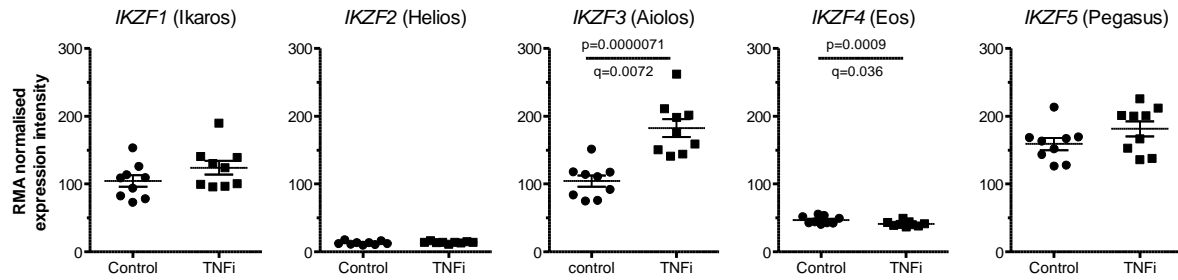 IKZF1 (Ikaros)
IKZF2 (Helios)
IKZF3 (Aiolos)
IKZF4 (Eos)
IKZF5 (Pegasus)
RMA normalised
expression intensity
300
200
100
0
Control TNFi
300
200
100
0
Control TNFi
300
200
100
0
p=0.0000071
q=0.0072
control TNFi
300
200
100
0
p=0.0009
q=0.036
Control TNFi
300
200
100
0
Control TNFi